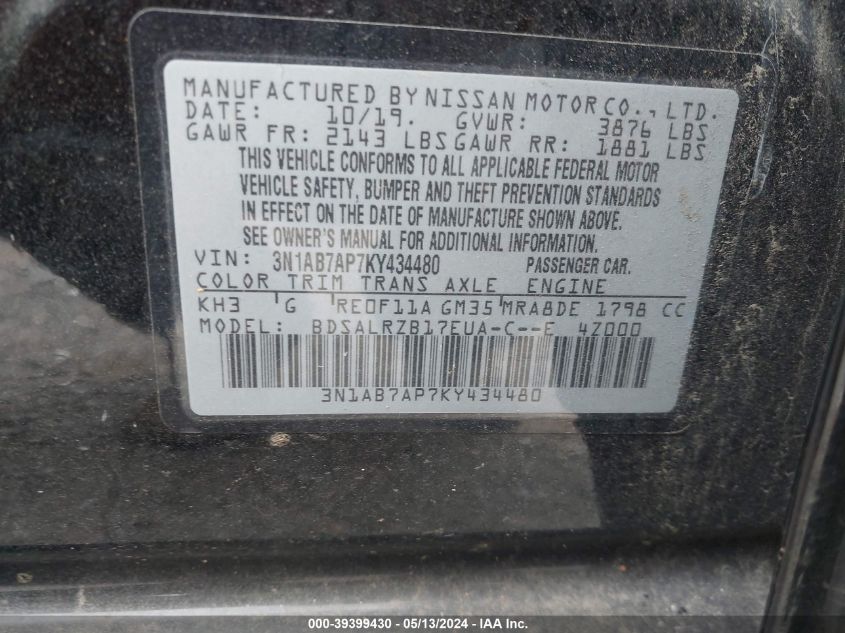 MANUFACTURED BY NISSAN MOTOR CO., LTD.
DATE: 10/19. GVWR: 3876 LBS
GAWR FR: 2143 LBS GAWR RR: 1881 LBS
THIS VEHICLE CONFORMS TO ALL APPLICABLE FEDERAL MOTOR
VEHICLE SAFETY, BUMPER AND THEFT PREVENTION STANDARDS
IN EFFECT ON THE DATE OF MANUFACTURE SHOWN ABOVE.
SEE OWNER'S MANUAL FOR ADDITIONAL INFORMATION.
VIN: 3N1AB7AP7KY434480 PASSENGER CAR.
COLOR TRIM TRANS AXLE ENGINE
KH3 G RE0F11A GM35 MRA8DE 1798 CC
MODEL: BDSALRZB17EUA-C--E 4Z000
3N1AB7AP7KY434480
000-39399430 - 05/13/2024 - IAA Inc.